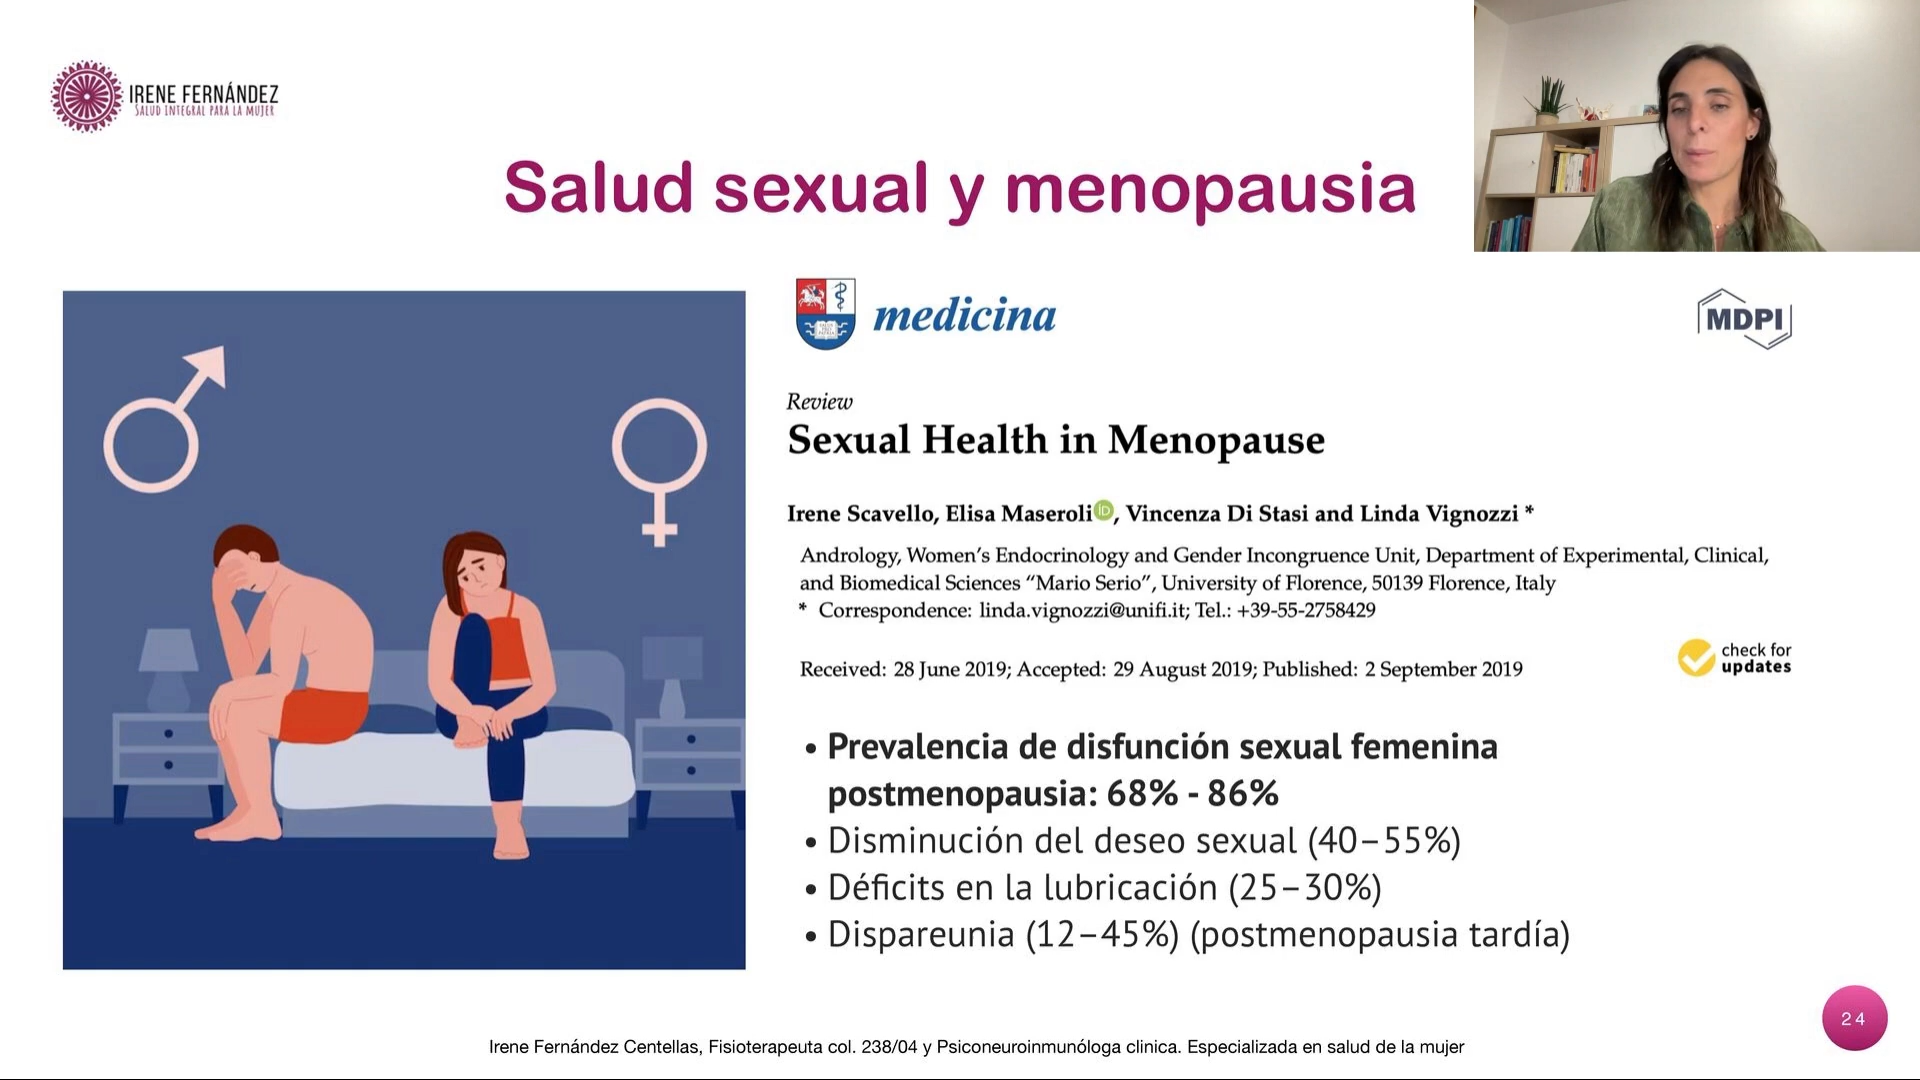 IRENE FERNÁNDEZ
SALUD INTEGRAL PARA LA MUJER
Salud sexual y menopausia
medicina
MDPI
Review
Sexual Health in Menopause
Irene Scavello, Elisa Maseroli iD, Vincenza Di Stasi and Linda Vignozzi *
Andrology, Women's Endocrinology and Gender Incongruence Unit, Department of Experimental, Clinical,
and Biomedical Sciences “Mario Serio”, University of Florence, 50139 Florence, Italy
* Correspondence: linda.vignozzi@unifi.it; Tel.: +39-55-2758429
Received: 28 June 2019; Accepted: 29 August 2019; Published: 2 September 2019
check for
updates
• Prevalencia de disfunción sexual femenina
postmenopausia: 68% - 86%
• Disminución del deseo sexual (40–55%)
• Déficits en la lubricación (25–30%)
• Dispareunia (12–45%) (postmenopausia tardía)
24
Irene Fernández Centellas, Fisioterapeuta col. 238/04 y Psiconeuroinmunóloga clinica. Especializada en salud de la mujer